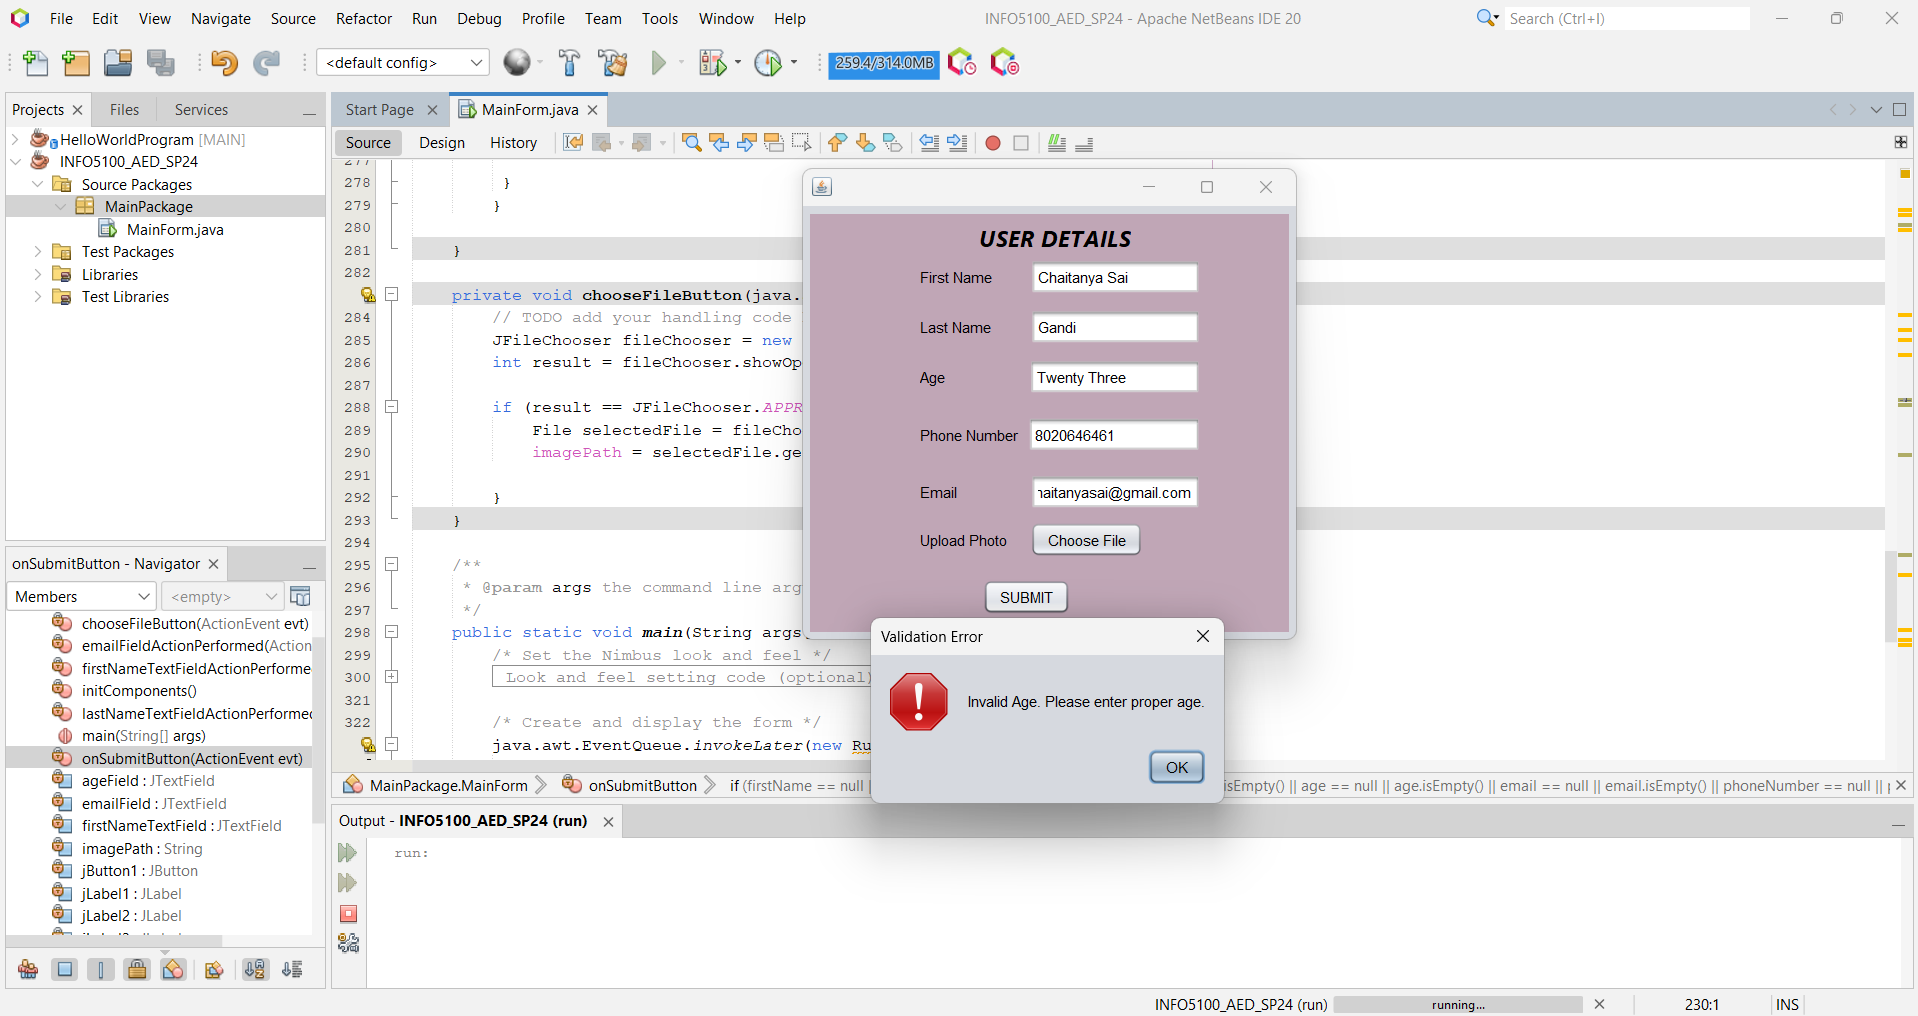 File Edit View Navigate Source Refactor Run Debug Profile Team Tools Window Help
INFO5100_AED_SP24 - Apache NetBeans IDE 20
Search (Ctrl+I)
<default config>
259.4/314.0MB
Projects Files Services
HelloWorldProgram [MAIN]
INFO5100_AED_SP24
Source Packages
MainPackage
MainForm.java
Test Packages
Libraries
Test Libraries
onSubmitButton - Navigator
Members <empty>
chooseFileButton(ActionEvent evt)
emailFieldActionPerformed(Action
firstNameTextFieldActionPerforme
initComponents()
lastNameTextFieldActionPerformed
main(String[] args)
onSubmitButton(ActionEvent evt)
ageField : JTextField
emailField : JTextField
firstNameTextField : JTextField
imagePath : String
jButton1 : JButton
jLabel1 : JLabel
jLabel2 : JLabel
Start Page MainForm.java
Source Design History
277
278 }
279 }
280
281 }
282
private void chooseFileButton(java.
284 // TODO add your handling code
285 JFileChooser fileChooser = new
286 int result = fileChooser.showOp
287
288 if (result == JFileChooser.APPR
289 File selectedFile = fileCho
290 imagePath = selectedFile.ge
291
292 }
293 }
294
295 /**
296 * @param args the command line arg
297 */
298 public static void main(String args
299 /* Set the Nimbus look and feel */
300 Look and feel setting code (optional)
321
322 /* Create and display the form */
java.awt.EventQueue.invokeLater(new Ru
USER DETAILS
First Name Chaitanya Sai
Last Name Gandi
Age Twenty Three
Phone Number 8020646461
Email haitanyasai@gmail.com
Upload Photo Choose File
SUBMIT
Validation Error
Invalid Age. Please enter proper age.
OK
MainPackage.MainForm onSubmitButton if (firstName == null isEmpty() || age == null || age.isEmpty() || email == null || email.isEmpty() || phoneNumber == null ||
Output - INFO5100_AED_SP24 (run)
run:
INFO5100_AED_SP24 (run) running... 230:1 INS